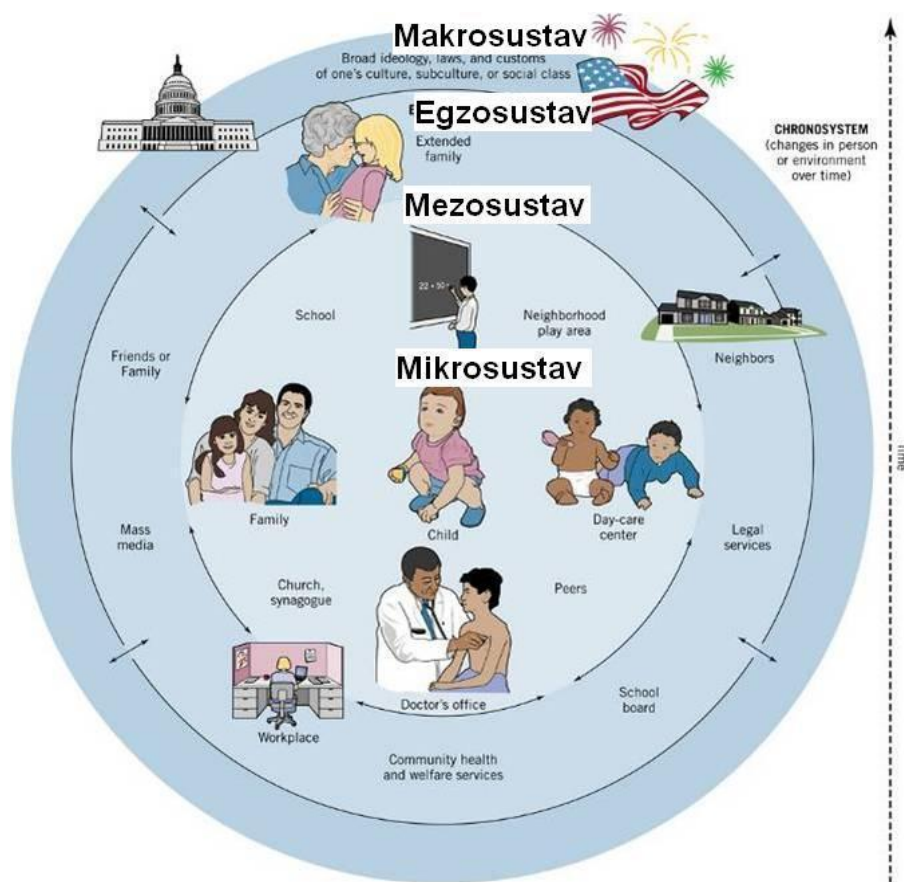 Makrosustav
Broad ideology, laws, and customs
of one's culture, subculture, or social class
Egzosustav
Extended
family
CHRONOSYSTEM
(changes in person
or environment
over time)
Mezosustav
22 + 50
School
Neighborhood
play area
Friends or
Family
Neighbors
Mikrosustav
Time
Family
Child
Day-care
center
Mass
media
Legal
services
Church,
synagogue
Peers
Doctor's office
School
board
Workplace
Community health
and welfare services